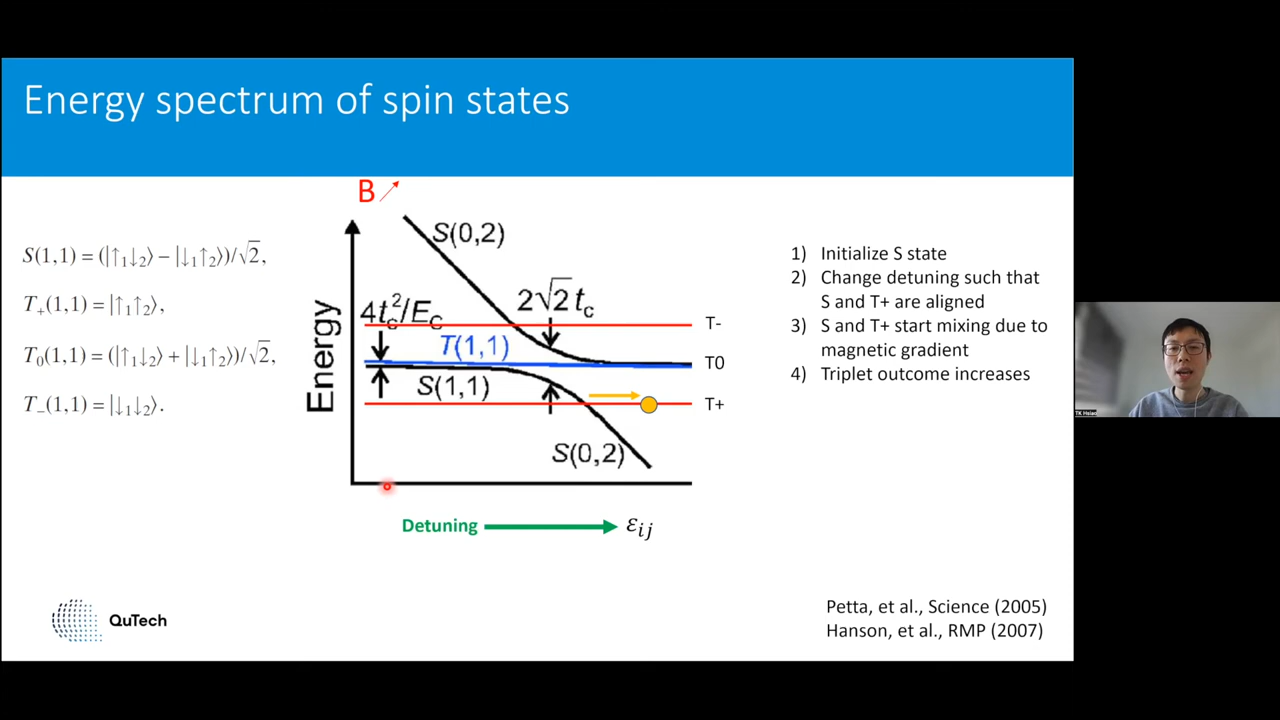 Energy spectrum of spin states
B
S(1,1) = (|↑₁↓₂⟩ − |↓₁↑₂⟩)/√2,
T₊(1,1) = |↑₁↑₂⟩,
T₀(1,1) = (|↑₁↓₂⟩ + |↓₁↑₂⟩)/√2,
T₋(1,1) = |↓₁↓₂⟩.
Energy
S(0,2)
2√2 t_c
4t_c²/E_C
T(1,1)
S(1,1)
S(0,2)
T-
T0
T+
Detuning
ε_ij
1) Initialize S state
2) Change detuning such that
S and T+ are aligned
3) S and T+ start mixing due to
magnetic gradient
4) Triplet outcome increases
TK Hsiao
QuTech
Petta, et al., Science (2005)
Hanson, et al., RMP (2007)